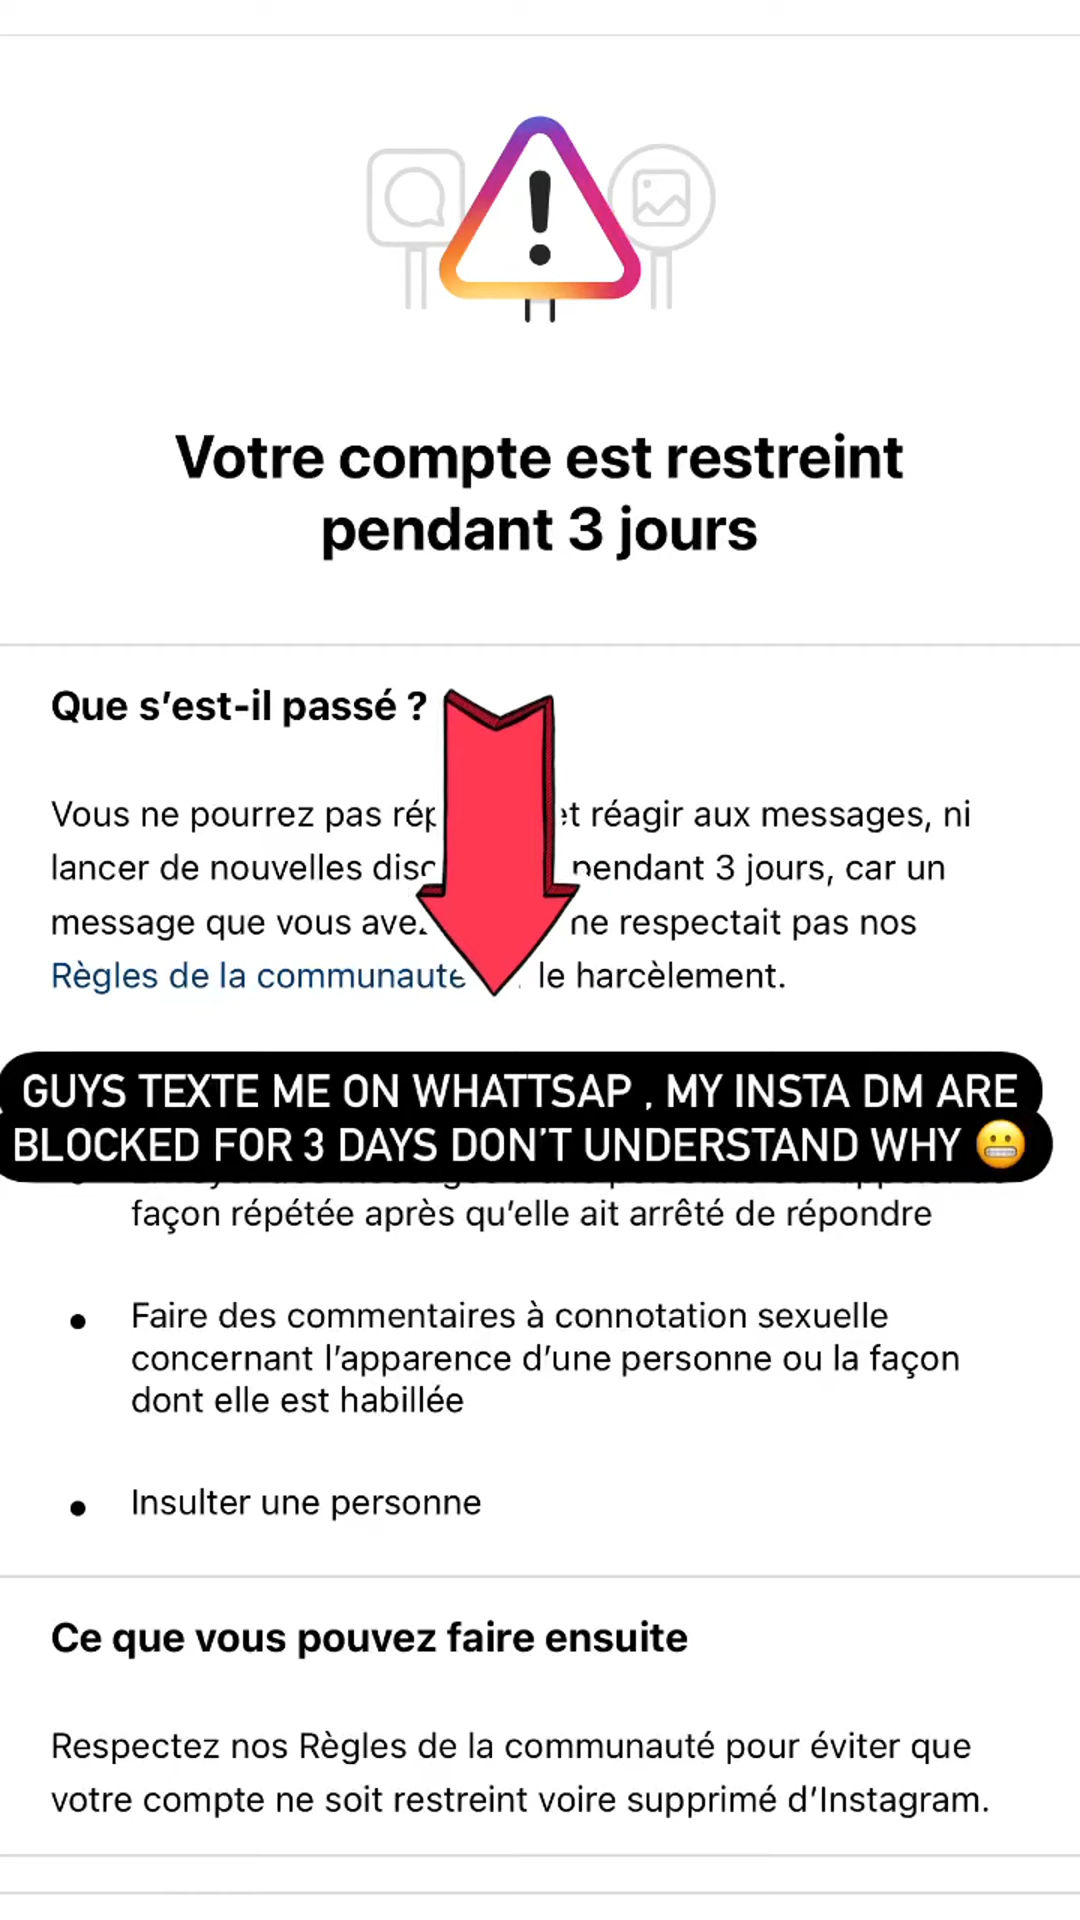 Votre compte est restreint
pendant 3 jours
Que s’est-il passé ?
Vous ne pourrez pas et réagir aux messages, ni
lancer de nouvelles pendant 3 jours, car un
message que vous ne respectait pas nos
Règles de la communauté le harcèlement.
GUYS TEXTE ME ON WHATTSAP , MY INSTA DM ARE
BLOCKED FOR 3 DAYS DON’T UNDERSTAND WHY 😬
façon répétée après qu’elle ait arrêté de répondre
• Faire des commentaires à connotation sexuelle
concernant l’apparence d’une personne ou la façon
dont elle est habillée
• Insulter une personne
Ce que vous pouvez faire ensuite
Respectez nos Règles de la communauté pour éviter que
votre compte ne soit restreint voire supprimé d’Instagram.